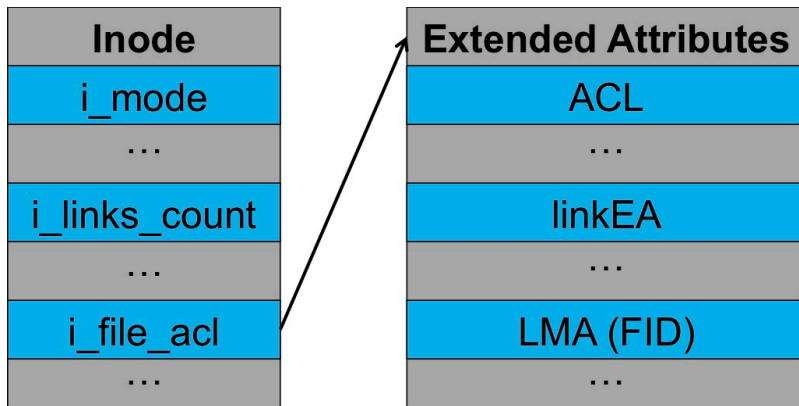 Inode
i_mode
...
i_links_count
...
i_file_acl
...
Extended Attributes
ACL
...
linkEA
...
LMA (FID)
...